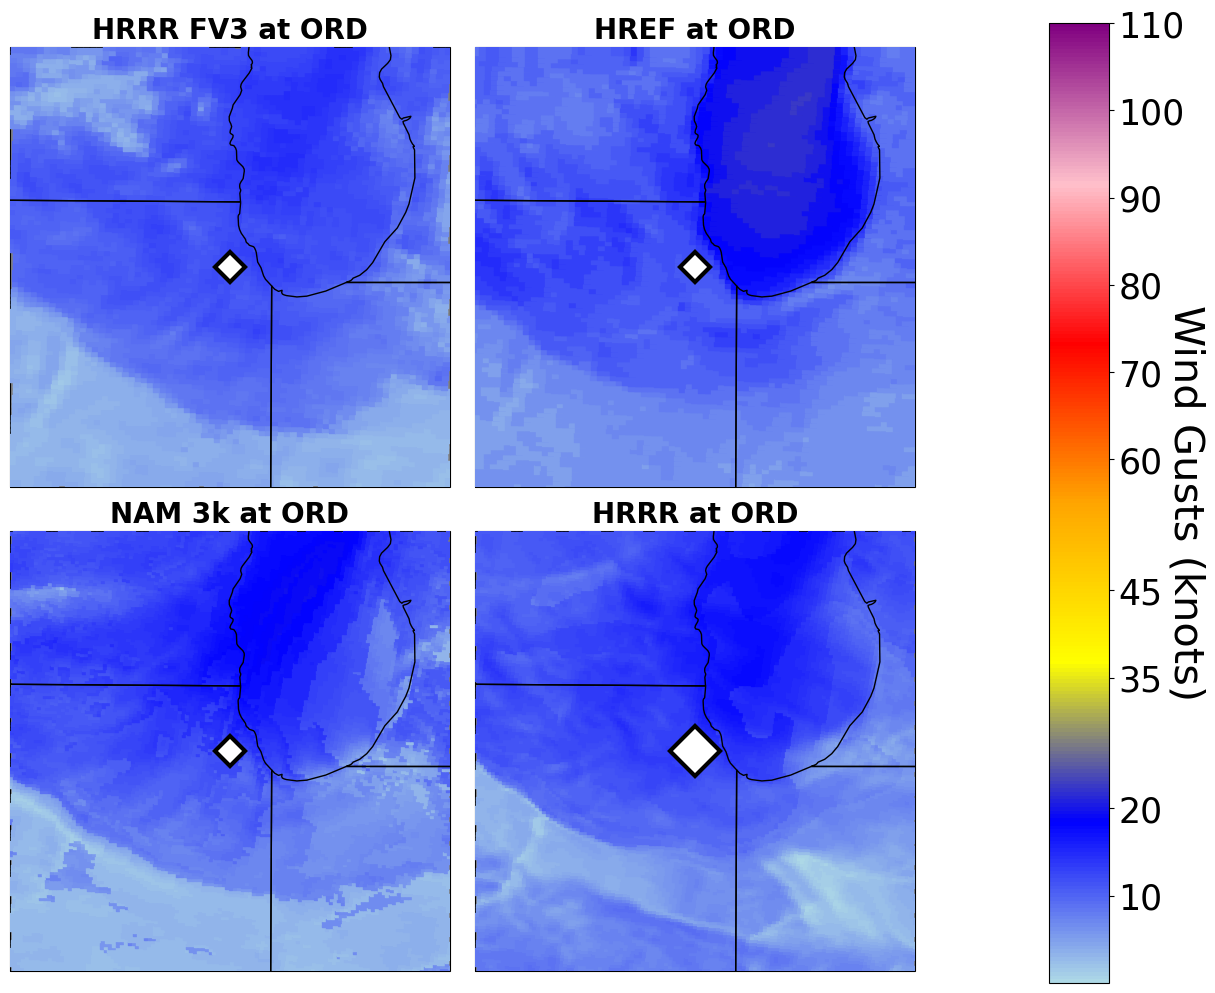 HRRR FV3 at ORD
HREF at ORD
NAM 3k at ORD
HRRR at ORD
110
100
90
80
70
60
45
35
20
10
Wind Gusts (knots)